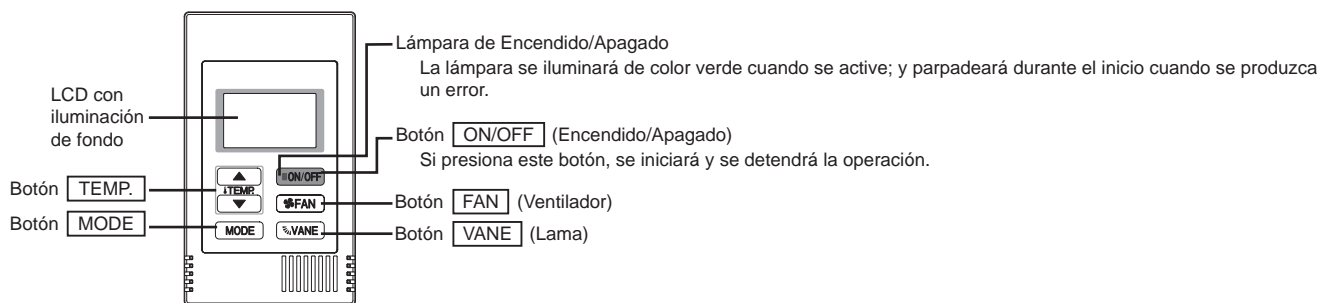 Lámpara de Encendido/Apagado
La lámpara se iluminará de color verde cuando se active; y parpadeará durante el inicio cuando se produzca
un error.
LCD con
iluminación
de fondo
Botón ON/OFF (Encendido/Apagado)
Si presiona este botón, se iniciará y se detendrá la operación.
Botón TEMP.
Botón MODE
ON/OFF
TEMP.
FAN
MODE
VANE
Botón FAN (Ventilador)
Botón VANE (Lama)